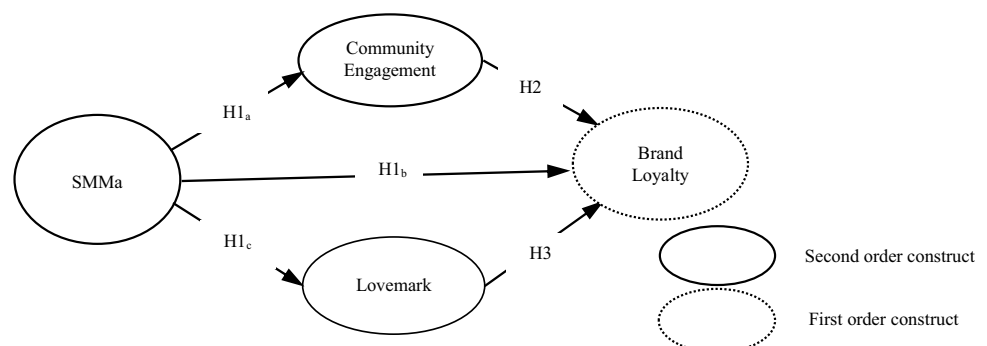 Community
Engagement
H2
H1a
Brand
Loyalty
H1b
SMMa
H1c
H3
Second order construct
Lovemark
First order construct